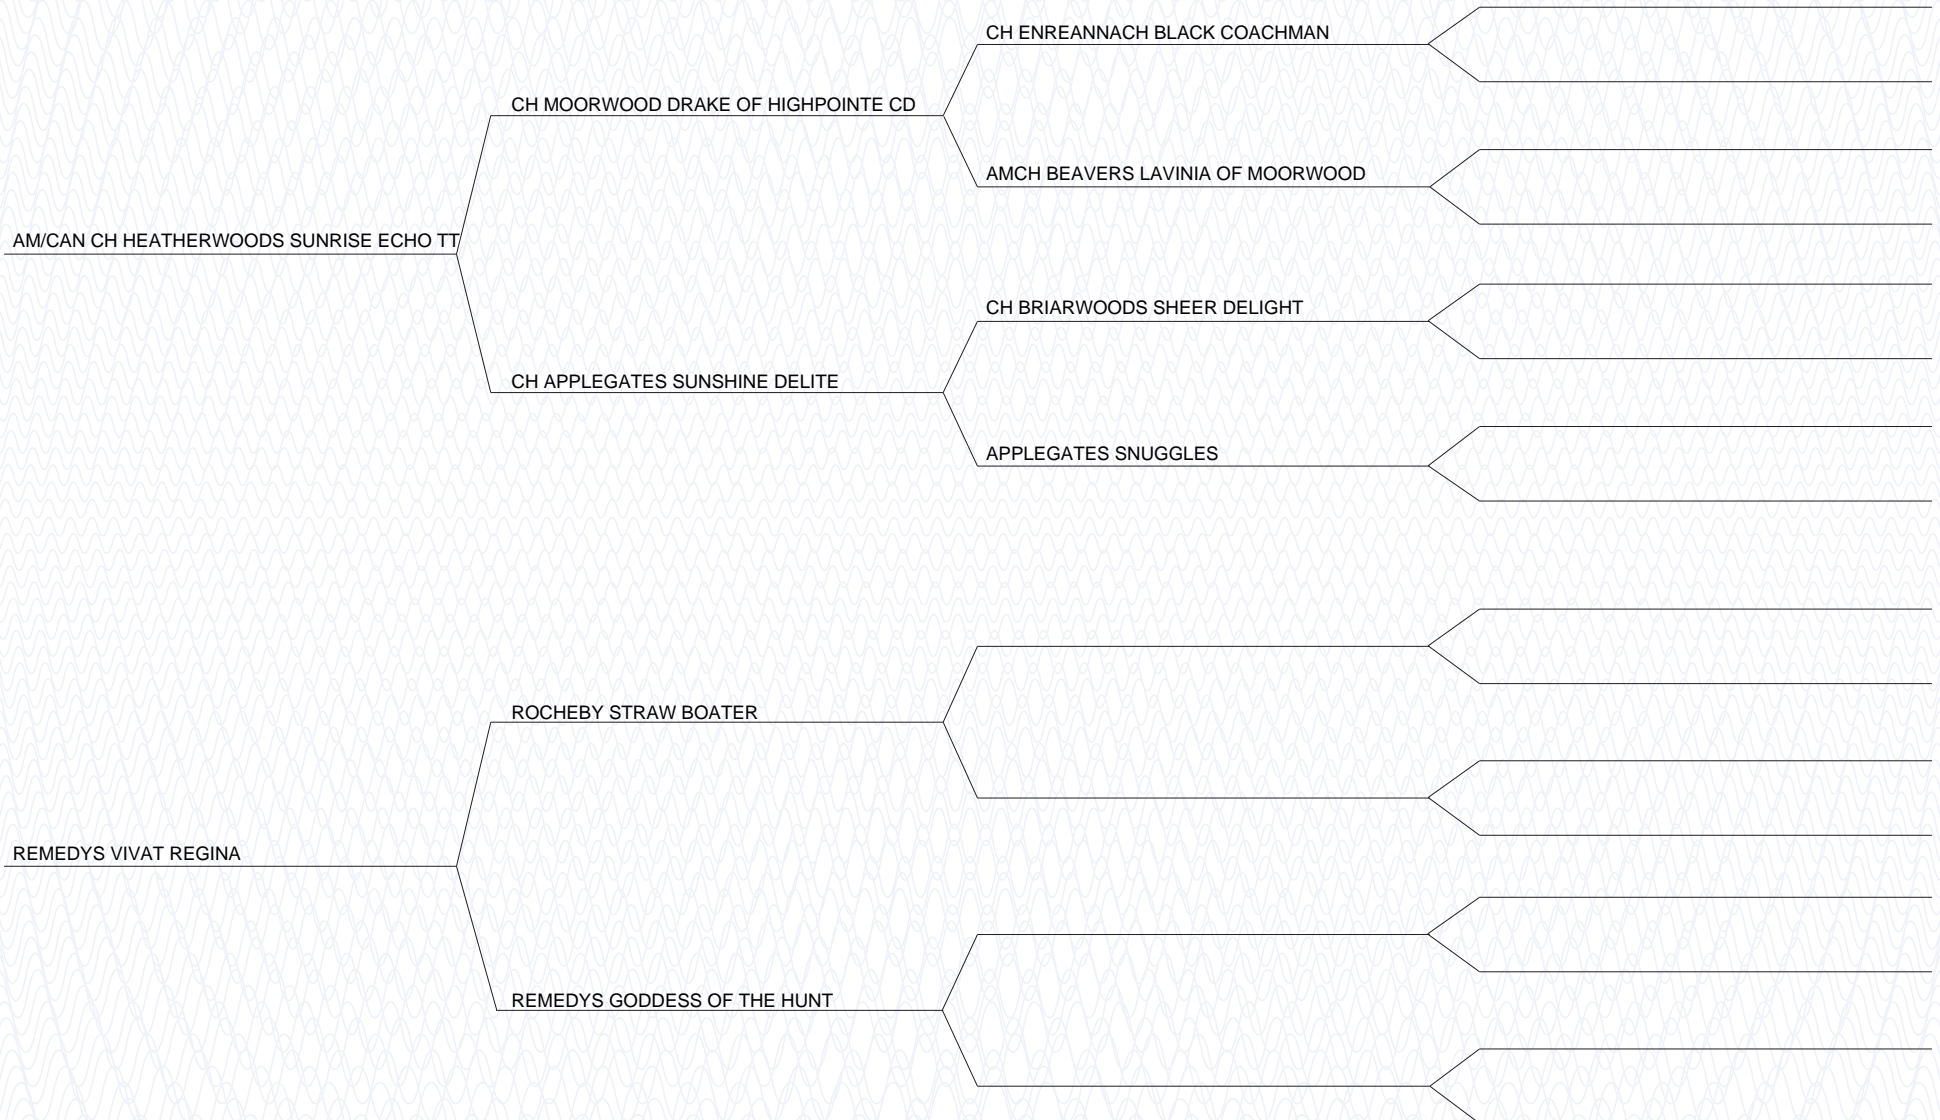 CH ENREANNACH BLACK COACHMAN
CH MOORWOOD DRAKE OF HIGHPOINTE CD
AMCH BEAVERS LAVINIA OF MOORWOOD
AM/CAN CH HEATHERWOODS SUNRISE ECHO TT
CH BRIARWOODS SHEER DELIGHT
CH APPLEGATES SUNSHINE DELITE
APPLEGATES SNUGGLES
ROCHEBY STRAW BOATER
REMEDYS VIVAT REGINA
REMEDYS GODDESS OF THE HUNT